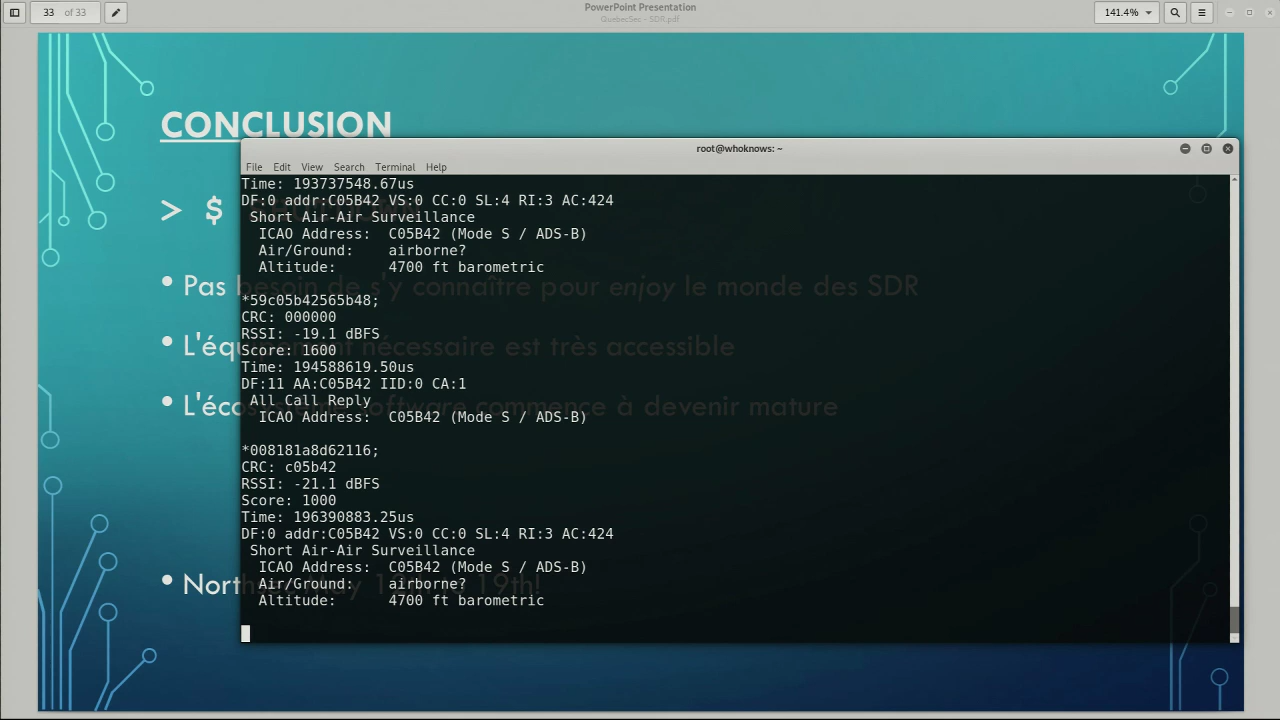 33 of 33
PowerPoint Presentation
QuebecSec - SDR.pdf
141.4%
CONCLUSION
root@whoknows: ~
File Edit View Search Terminal Help
> $
Time: 193737548.67us
DF:0 addr:C05B42 VS:0 CC:0 SL:4 RI:3 AC:424
Short Air-Air Surveillance
ICAO Address: C05B42 (Mode S / ADS-B)
Air/Ground: airborne?
Altitude: 4700 ft barometric
• Pas besoin de s'y connaître pour enjoy le monde des SDR
*59c05b42565b48;
CRC: 000000
RSSI: -19.1 dBFS
• L'équipement nécessaire est très accessible
Score: 1600
Time: 194588619.50us
DF:11 AA:C05B42 IID:0 CA:1
All Call Reply
• L'écosystème software commence à devenir mature
ICAO Address: C05B42 (Mode S / ADS-B)
*008181a8d62116;
CRC: c05b42
RSSI: -21.1 dBFS
Score: 1000
Time: 196390883.25us
DF:0 addr:C05B42 VS:0 CC:0 SL:4 RI:3 AC:424
Short Air-Air Surveillance
ICAO Address: C05B42 (Mode S / ADS-B)
Air/Ground: airborne?
• Northsec May 19th!
Altitude: 4700 ft barometric